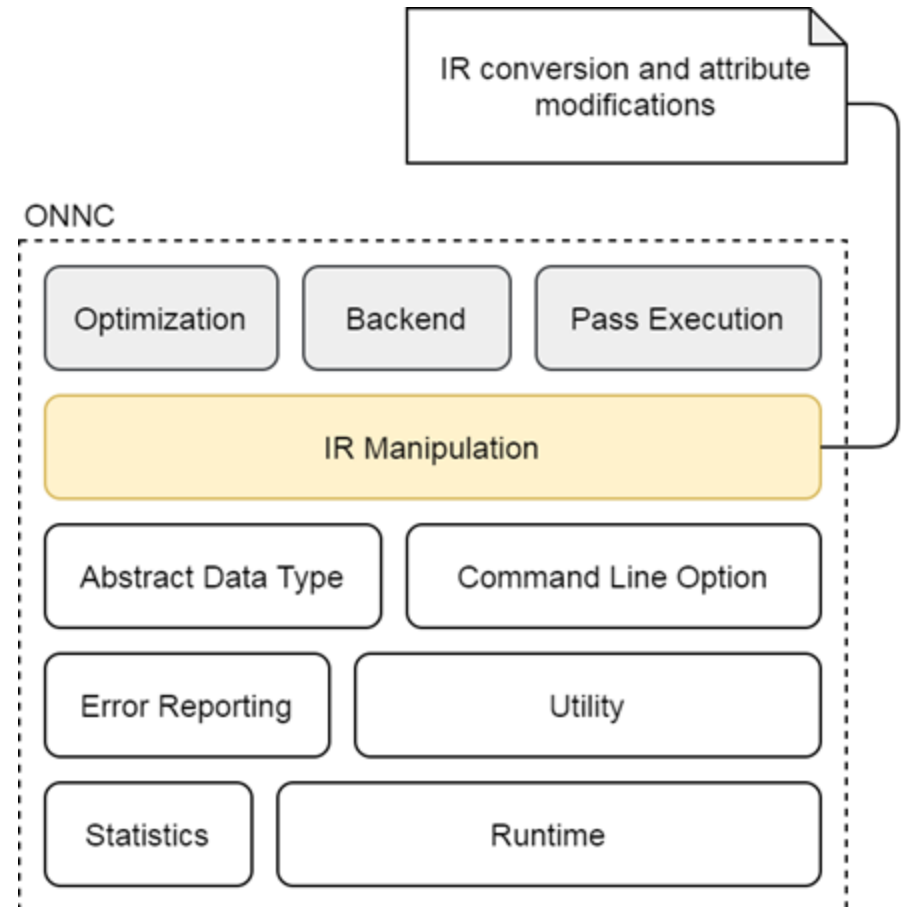 IR conversion and attribute
modifications
ONNC
Optimization
Backend
Pass Execution
IR Manipulation
Abstract Data Type
Command Line Option
Error Reporting
Utility
Statistics
Runtime